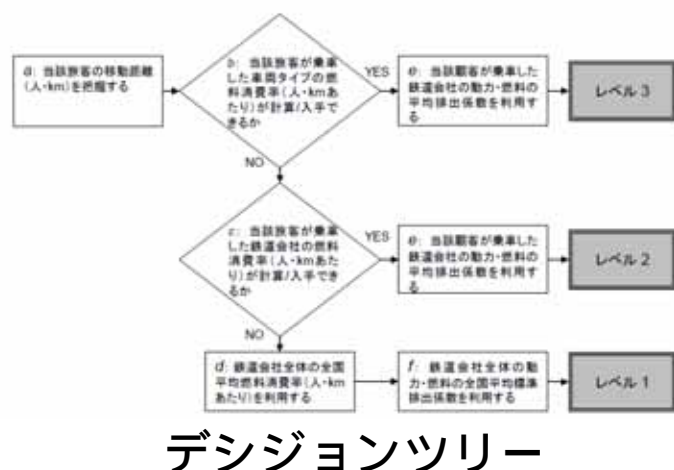 a: 当該旅客の移動距離
(人・km)を把握する
b: 当該旅客が乗車
した車両タイプの燃
料消費率(人・kmあ
たり)が計算/入手で
きるか
YES
e: 当該顧客が乗車した
鉄道会社の動力・燃料の
平均排出係数を利用す
る
レベル 3
NO
c: 当該旅客が乗車
した鉄道会社の燃料
消費率(人・kmあた
り)が計算/入手でき
るか
YES
e: 当該顧客が乗車した
鉄道会社の動力・燃料の
平均排出係数を利用す
る
レベル 2
NO
d: 鉄道会社全体の全国
平均燃料消費率(人・km
あたり)を利用する
f: 鉄道会社全体の動
力・燃料の全国平均標準
排出係数を利用する
レベル 1
デシジョンツリー